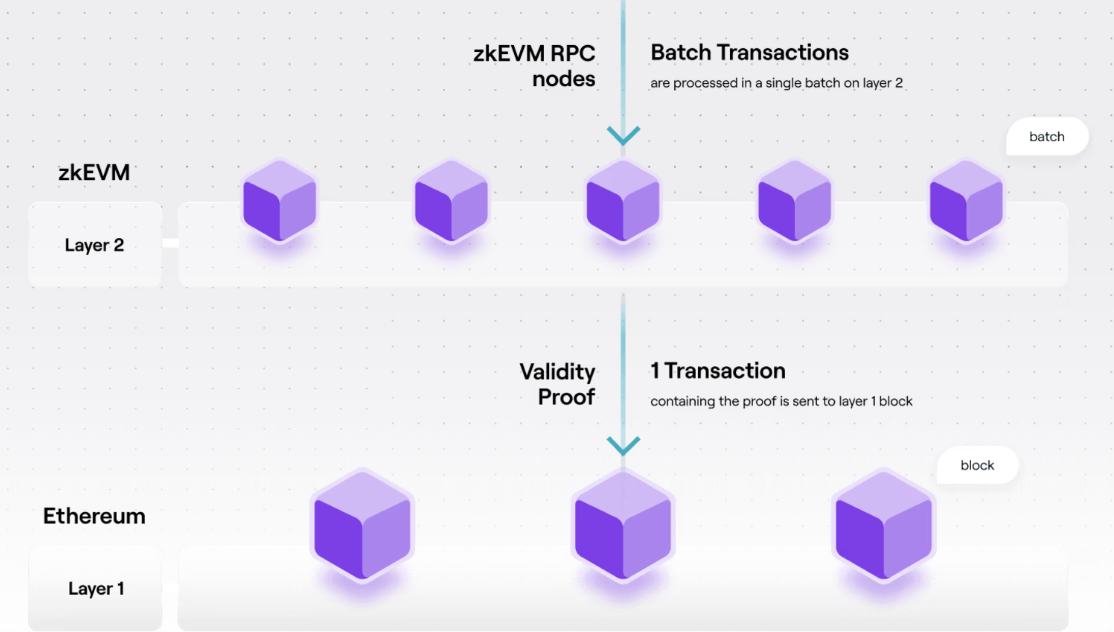 zkEVM RPC
nodes
Batch Transactions
are processed in a single batch on layer 2
batch
zkEVM
Layer 2
Validity
Proof
1 Transaction
containing the proof is sent to layer 1 block
block
Ethereum
Layer 1